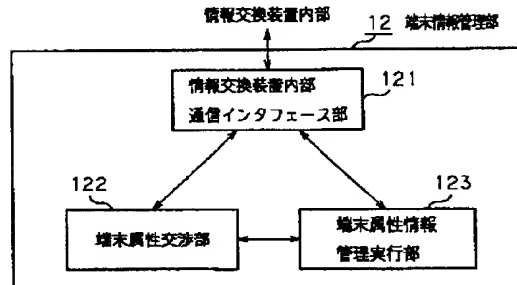 情報交換装置内部
12 端末情報管理部
情報交換装置内部
通信インタフェース部
121
122
端末属性交渉部
123
端末属性情報
管理実行部